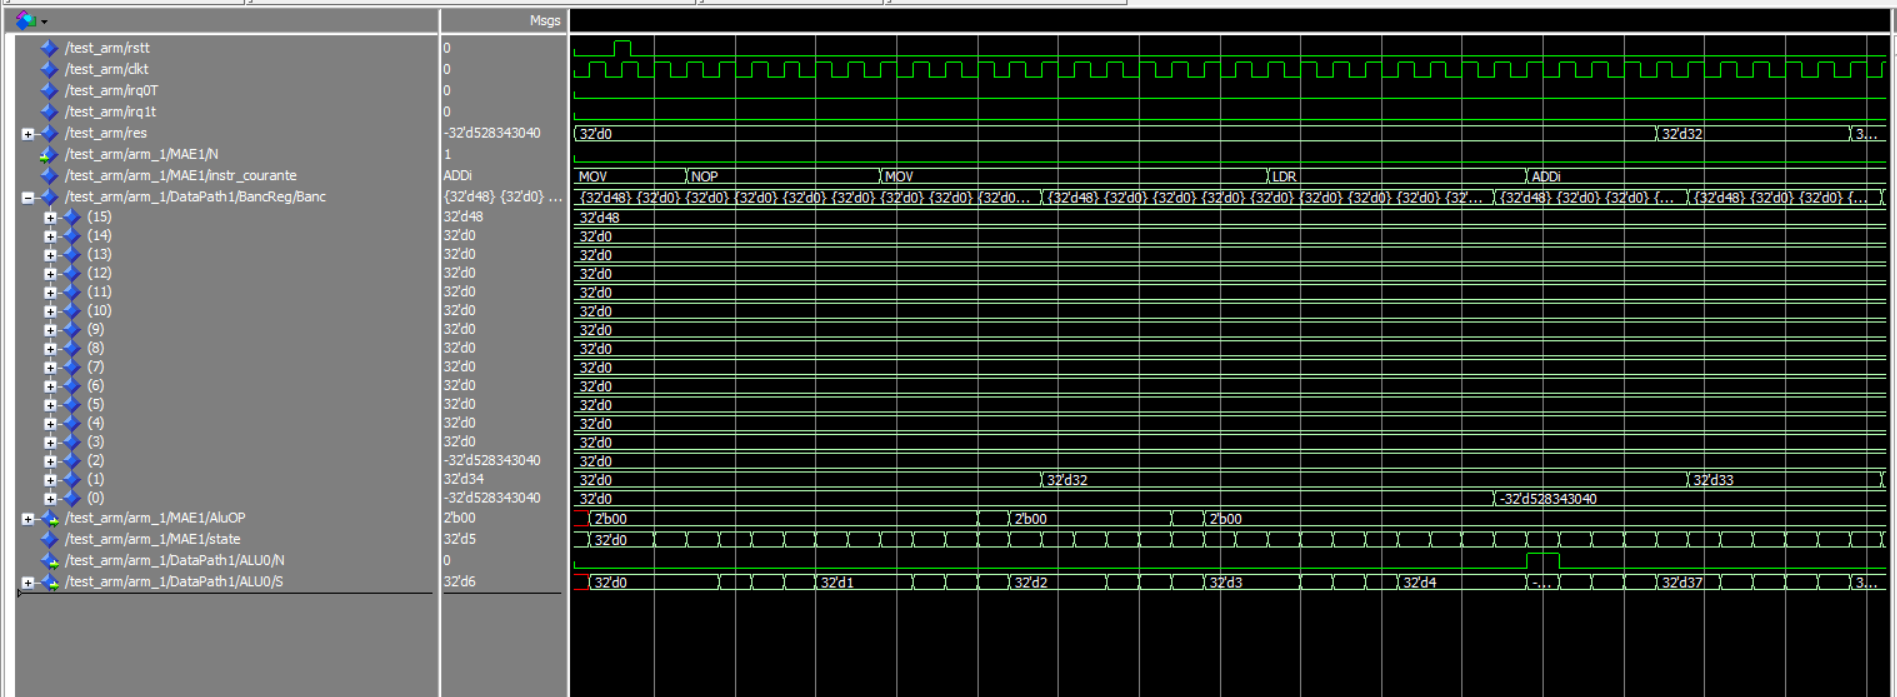 Msgs
/test_arm/rstt 0
/test_arm/clkt 0
/test_arm/irq0T 0
/test_arm/irq1t 0
/test_arm/res -32'd528343040 32'd0 32'd32 3...
/test_arm/arm_1/MAE1/N 1
/test_arm/arm_1/MAE1/instr_courante ADDi MOV NOP MOV LDR ADDi
/test_arm/arm_1/DataPath1/BancReg/Banc {32'd48} {32'd0} ... {32'd48} {32'd0} {32'd0} {32'd0} {32'd0} {32'd0} {32'd0} {32'd0} {32'd0... {32'd48} {32'd0} {32'd0} {32'd0} {32'd0} {32'd0} {32'd0} {32'd0} {32'... {32'd48} {32'd0} {32'd0} {... {32'd48} {32'd0} {32'd0} {...
(15) 32'd48 32'd48
(14) 32'd0 32'd0
(13) 32'd0 32'd0
(12) 32'd0 32'd0
(11) 32'd0 32'd0
(10) 32'd0 32'd0
(9) 32'd0 32'd0
(8) 32'd0 32'd0
(7) 32'd0 32'd0
(6) 32'd0 32'd0
(5) 32'd0 32'd0
(4) 32'd0 32'd0
(3) 32'd0 32'd0
(2) -32'd528343040 32'd0
(1) 32'd34 32'd0 32'd32 32'd33
(0) -32'd528343040 32'd0 -32'd528343040
/test_arm/arm_1/MAE1/AluOP 2'b00 2'b00 2'b00 2'b00
/test_arm/arm_1/MAE1/state 32'd5 32'd0
/test_arm/arm_1/DataPath1/ALU0/N 0
/test_arm/arm_1/DataPath1/ALU0/S 32'd6 32'd0 32'd1 32'd2 32'd3 32'd4 -... 32'd37 3...